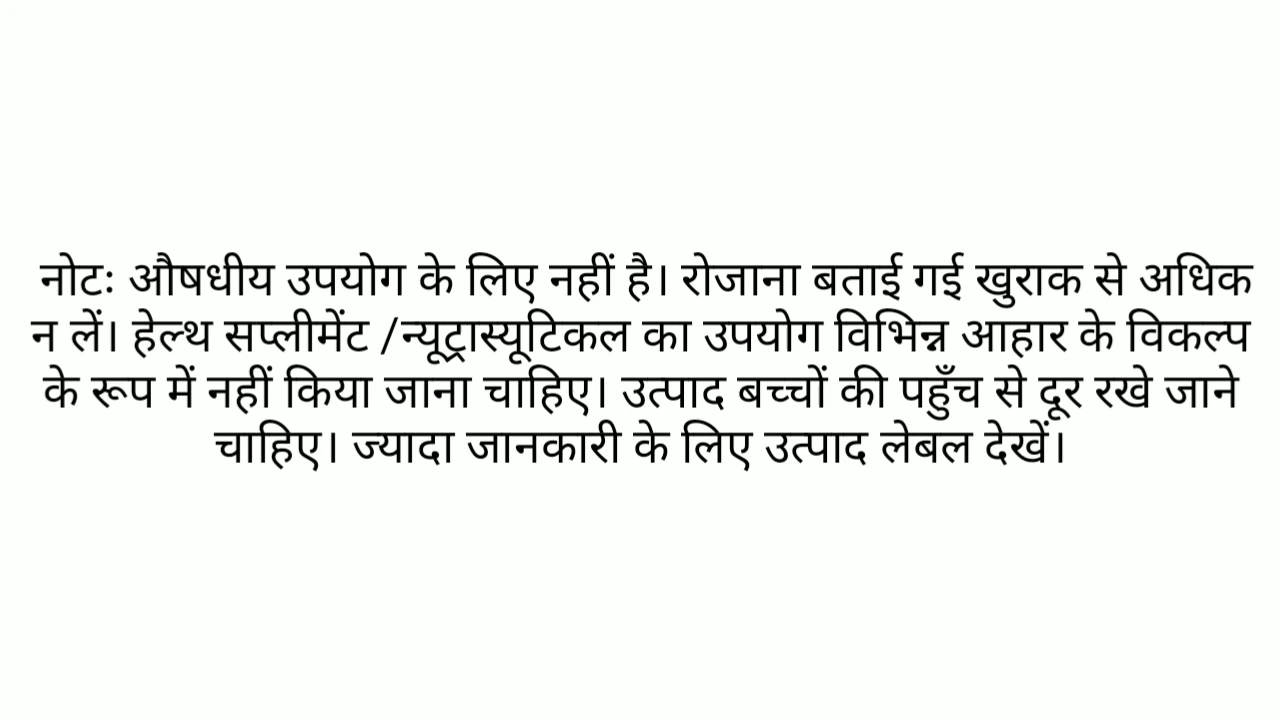 नोटः औषधीय उपयोग के लिए नहीं है। रोजाना बताई गई खुराक से अधिक
न लें। हेल्थ सप्लीमेंट /न्यूट्रास्यूटिकल का उपयोग विभिन्न आहार के विकल्प
के रूप में नहीं किया जाना चाहिए। उत्पाद बच्चों की पहुँच से दूर रखे जाने
चाहिए। ज्यादा जानकारी के लिए उत्पाद लेबल देखें।